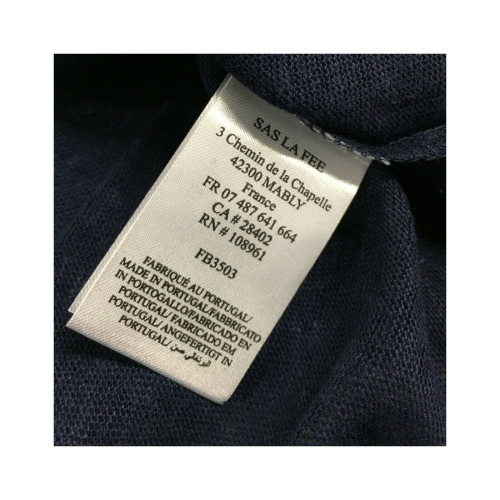 SAS LA FEE
3 Chemin de la Chapelle
42300 MABLY
France
FR 07 487 641 664
CA # 28402
RN # 108961
FB3503
FABRIQUÉ AU PORTUGAL/
MADE IN PORTUGAL/FABBRICATO
IN PORTOGALLO/FABRICADO EN
PORTUGAL/ FABRICADO EM
PORTUGAL/ ANGEFERTIGT IN
PORTUGAL/